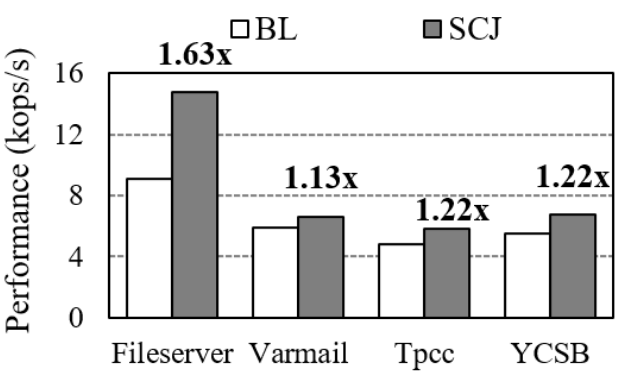 BL SCJ
Performance (kops/s)
16
12
8
4
0
1.63x
1.13x
1.22x
1.22x
Fileserver Varmail Tpcc YCSB